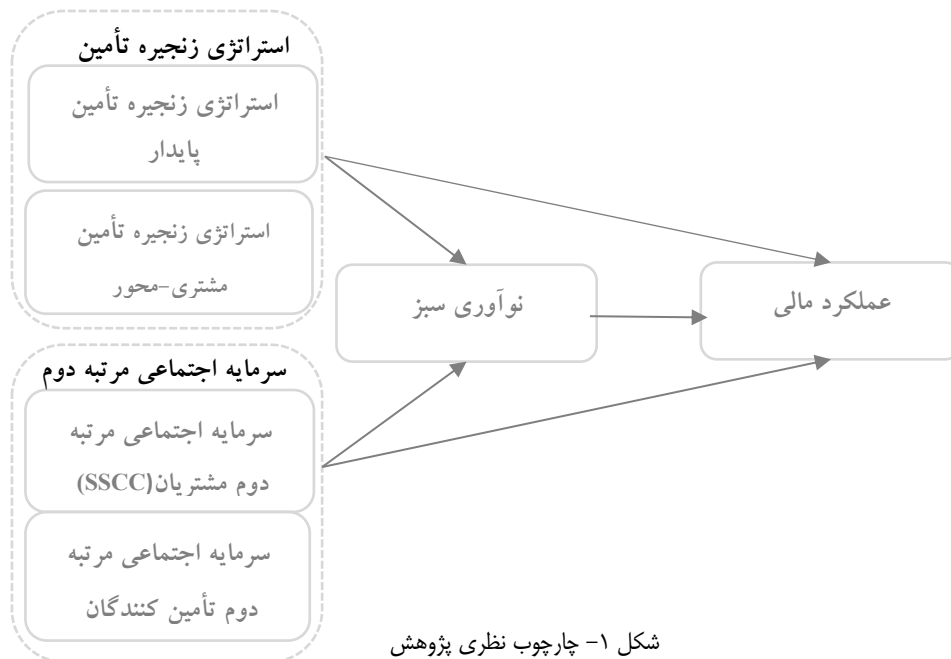 استراتژی زنجیره تأمین
استراتژی زنجیره تأمین
پایدار
استراتژی زنجیره تأمین
مشتری-محور
نوآوری سبز
عملکرد مالی
سرمایه اجتماعی مرتبه دوم
سرمایه اجتماعی مرتبه
دوم مشتریان(SSCC)
سرمایه اجتماعی مرتبه
دوم تأمین کنندگان
شکل ۱- چارچوب نظری پژوهش